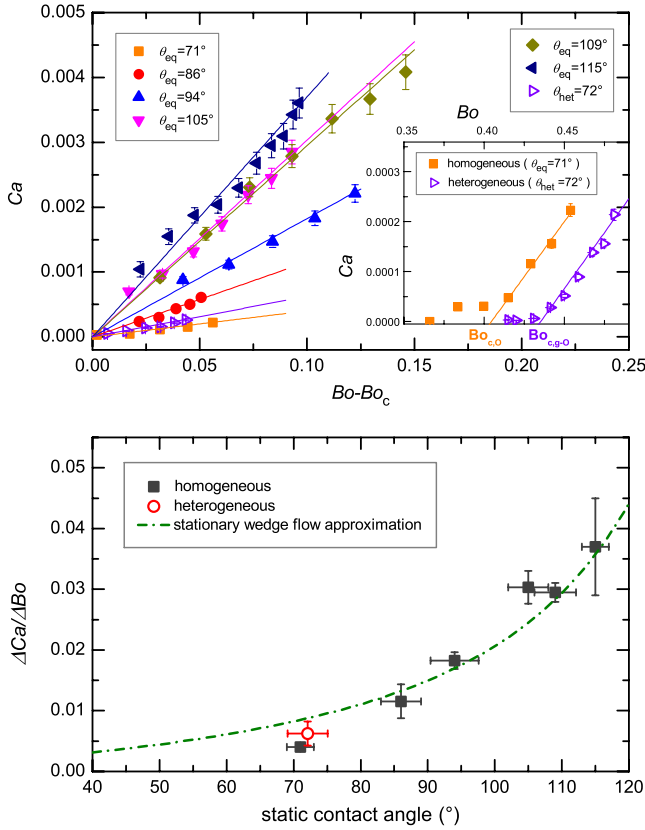 Ca
0.005
0.004
0.003
0.002
0.001
0.000
θeq=71°
θeq=86°
θeq=94°
θeq=105°
θeq=109°
θeq=115°
θhet=72°
Bo
0.35 0.40 0.45
homogeneous ( θeq=71°)
heterogeneous ( θhet=72° )
Ca
0.0002
0.0001
0.0000
Boc,O Boc,g-O
0.00 0.05 0.10 0.15 0.20 0.25
Bo-Boc
ΔCa/ΔBo
0.05
0.04
0.03
0.02
0.01
0.00
homogeneous
heterogeneous
stationary wedge flow approximation
40 50 60 70 80 90 100 110 120
static contact angle (°)